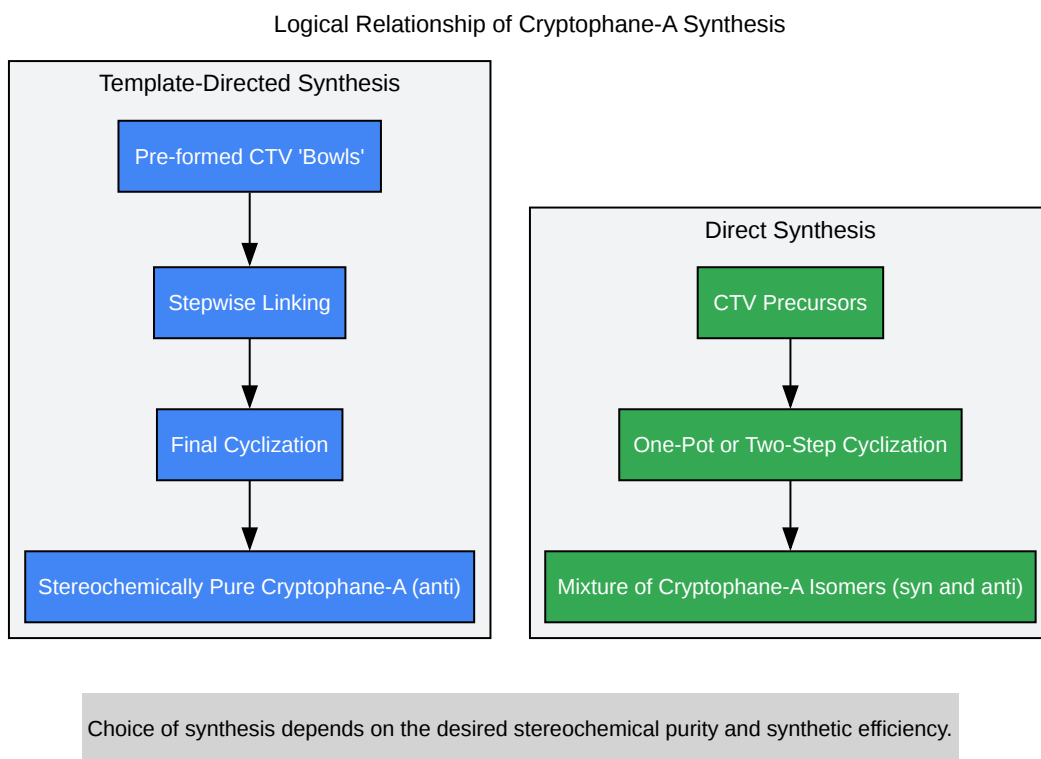 Logical Relationship of Cryptophane-A Synthesis
Template-Directed Synthesis
Pre-formed CTV 'Bowls'
Stepwise Linking
Final Cyclization
Stereochemically Pure Cryptophane-A (anti)
Direct Synthesis
CTV Precursors
One-Pot or Two-Step Cyclization
Mixture of Cryptophane-A Isomers (syn and anti)
Choice of synthesis depends on the desired stereochemical purity and synthetic efficiency.